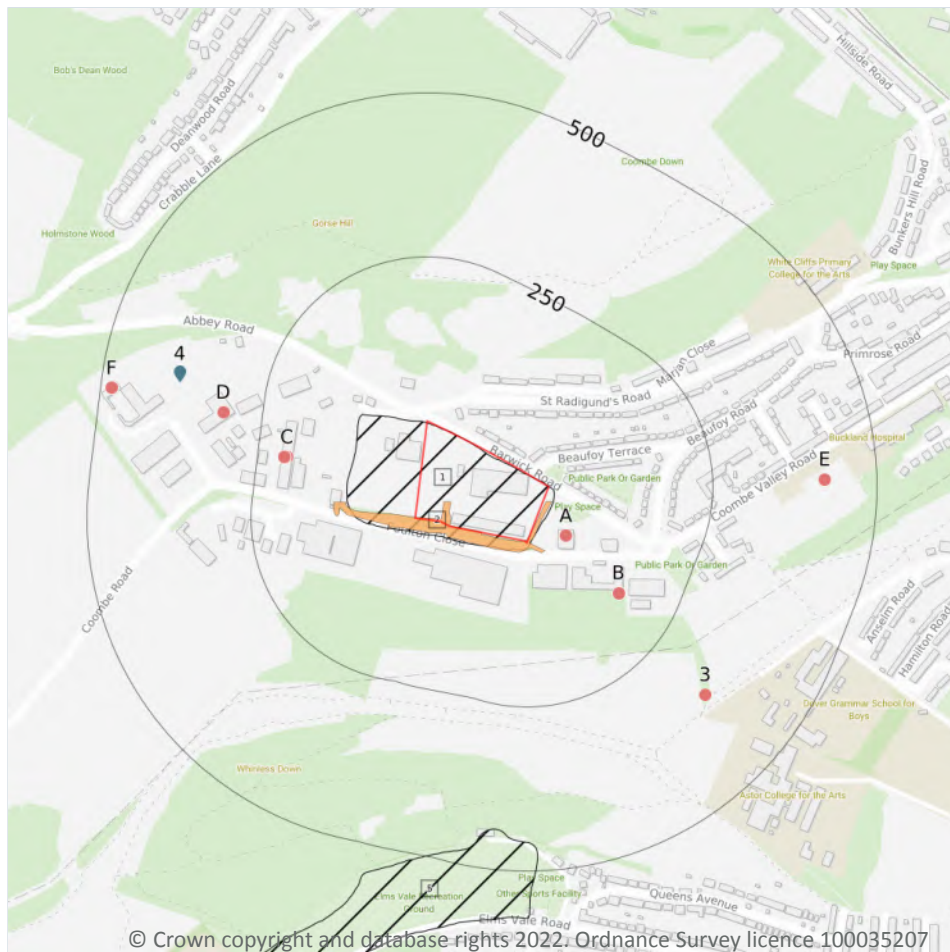 Hillside Road
Bob's Dean Wood
Deanwood Road
500
Coombe Down
Crabble Lane
Bunkers Hill Road
Gorse Hill
Holmstone Wood
White Cliffs Primary
College for the Arts
Play Space
250
Abbey Road
Marjan Close
Primrose Road
4
F
D
St Radigund's Road
Beaufoy Road
Buckland Hospital
C
Barwick Road
Beaufoy Terrace
Coombe Valley Road
E
1
Public Park Or Garden
Play Space
A
2
Poulton Close
Public Park Or Garden
B
Coombe Road
Anselm Road
Hamilton Road
3
Dover Grammar School for
Boys
Whinless Down
Astor College for the Arts
5
Elms Vale Recreation
Ground
Play Space
Other Sports Facility
Queens Avenue
Elms Vale Road
© Crown copyright and database rights 2022. Ordnance Survey licence 100035207